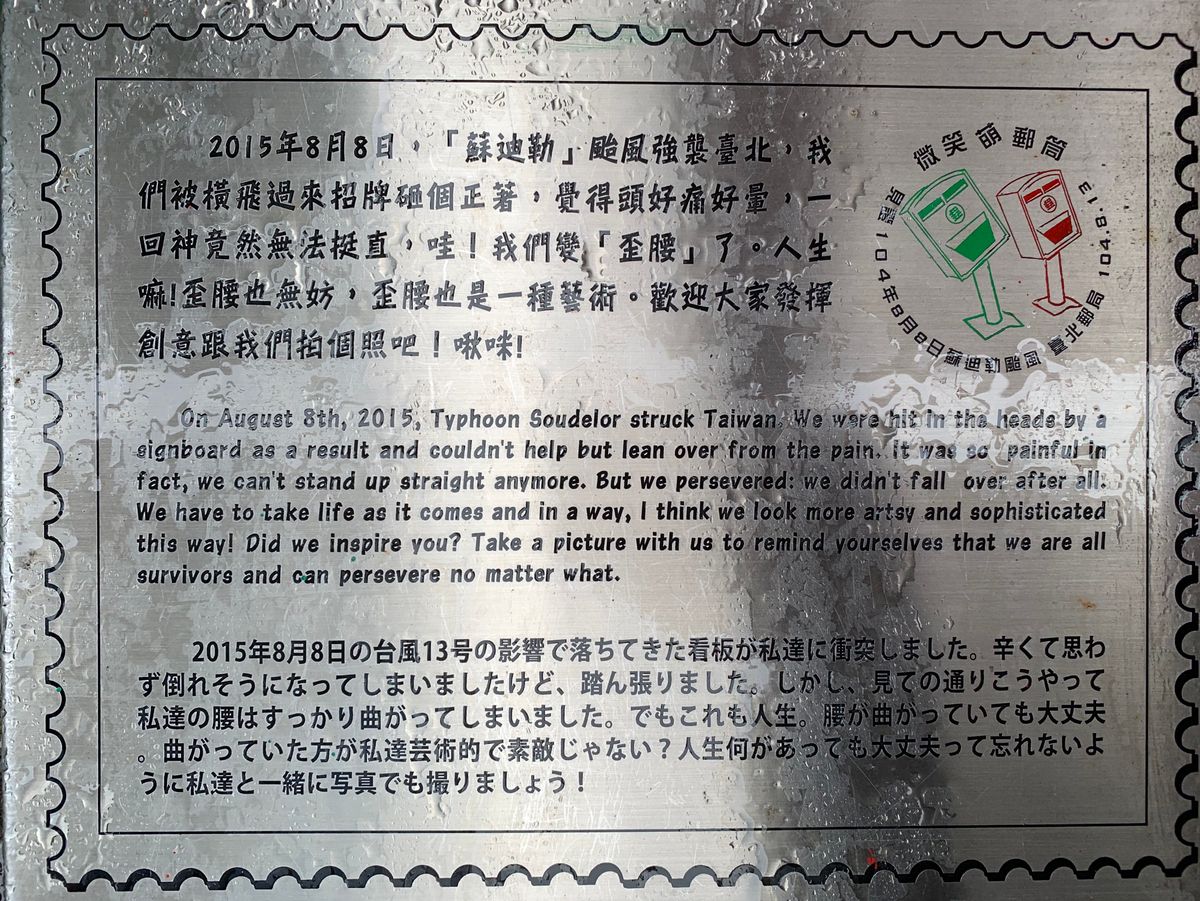 2015年8月8日，「蘇迪勒」颱風強襲臺北，我
們被橫飛過來招牌砸個正著，覺得頭好痛好暈，一
回神竟然無法挺直，哇！我們變「歪腰」了。人生
嘛!歪腰也無妨，歪腰也是一種藝術。歡迎大家發揮
創意跟我們拍個照吧！啾咪!
微笑萌郵筒
見證104年8月8日蘇迪勒颱風
臺北郵局 104.8.13
On August 8th, 2015, Typhoon Soudelor struck Taiwan. We were hit in the heads by a
signboard as a result and couldn't help but lean over from the pain. It was so painful in
fact, we can't stand up straight anymore. But we persevered: we didn't fall over after all.
We have to take life as it comes and in a way, I think we look more artsy and sophisticated
this way! Did we inspire you? Take a picture with us to remind yourselves that we are all
survivors and can persevere no matter what.
2015年8月8日の台風13号の影響で落ちてきた看板が私達に衝突しました。辛くて思わ
ず倒れそうになってしまいましたけど、踏ん張りました。しかし、見ての通りこうやって
私達の腰はすっかり曲がってしまいました。でもこれも人生。腰が曲がっていても大丈夫
。曲がっていた方が私達芸術的で素敵じゃない？人生何があっても大丈夫って忘れないよ
うに私達と一緒に写真でも撮りましょう！